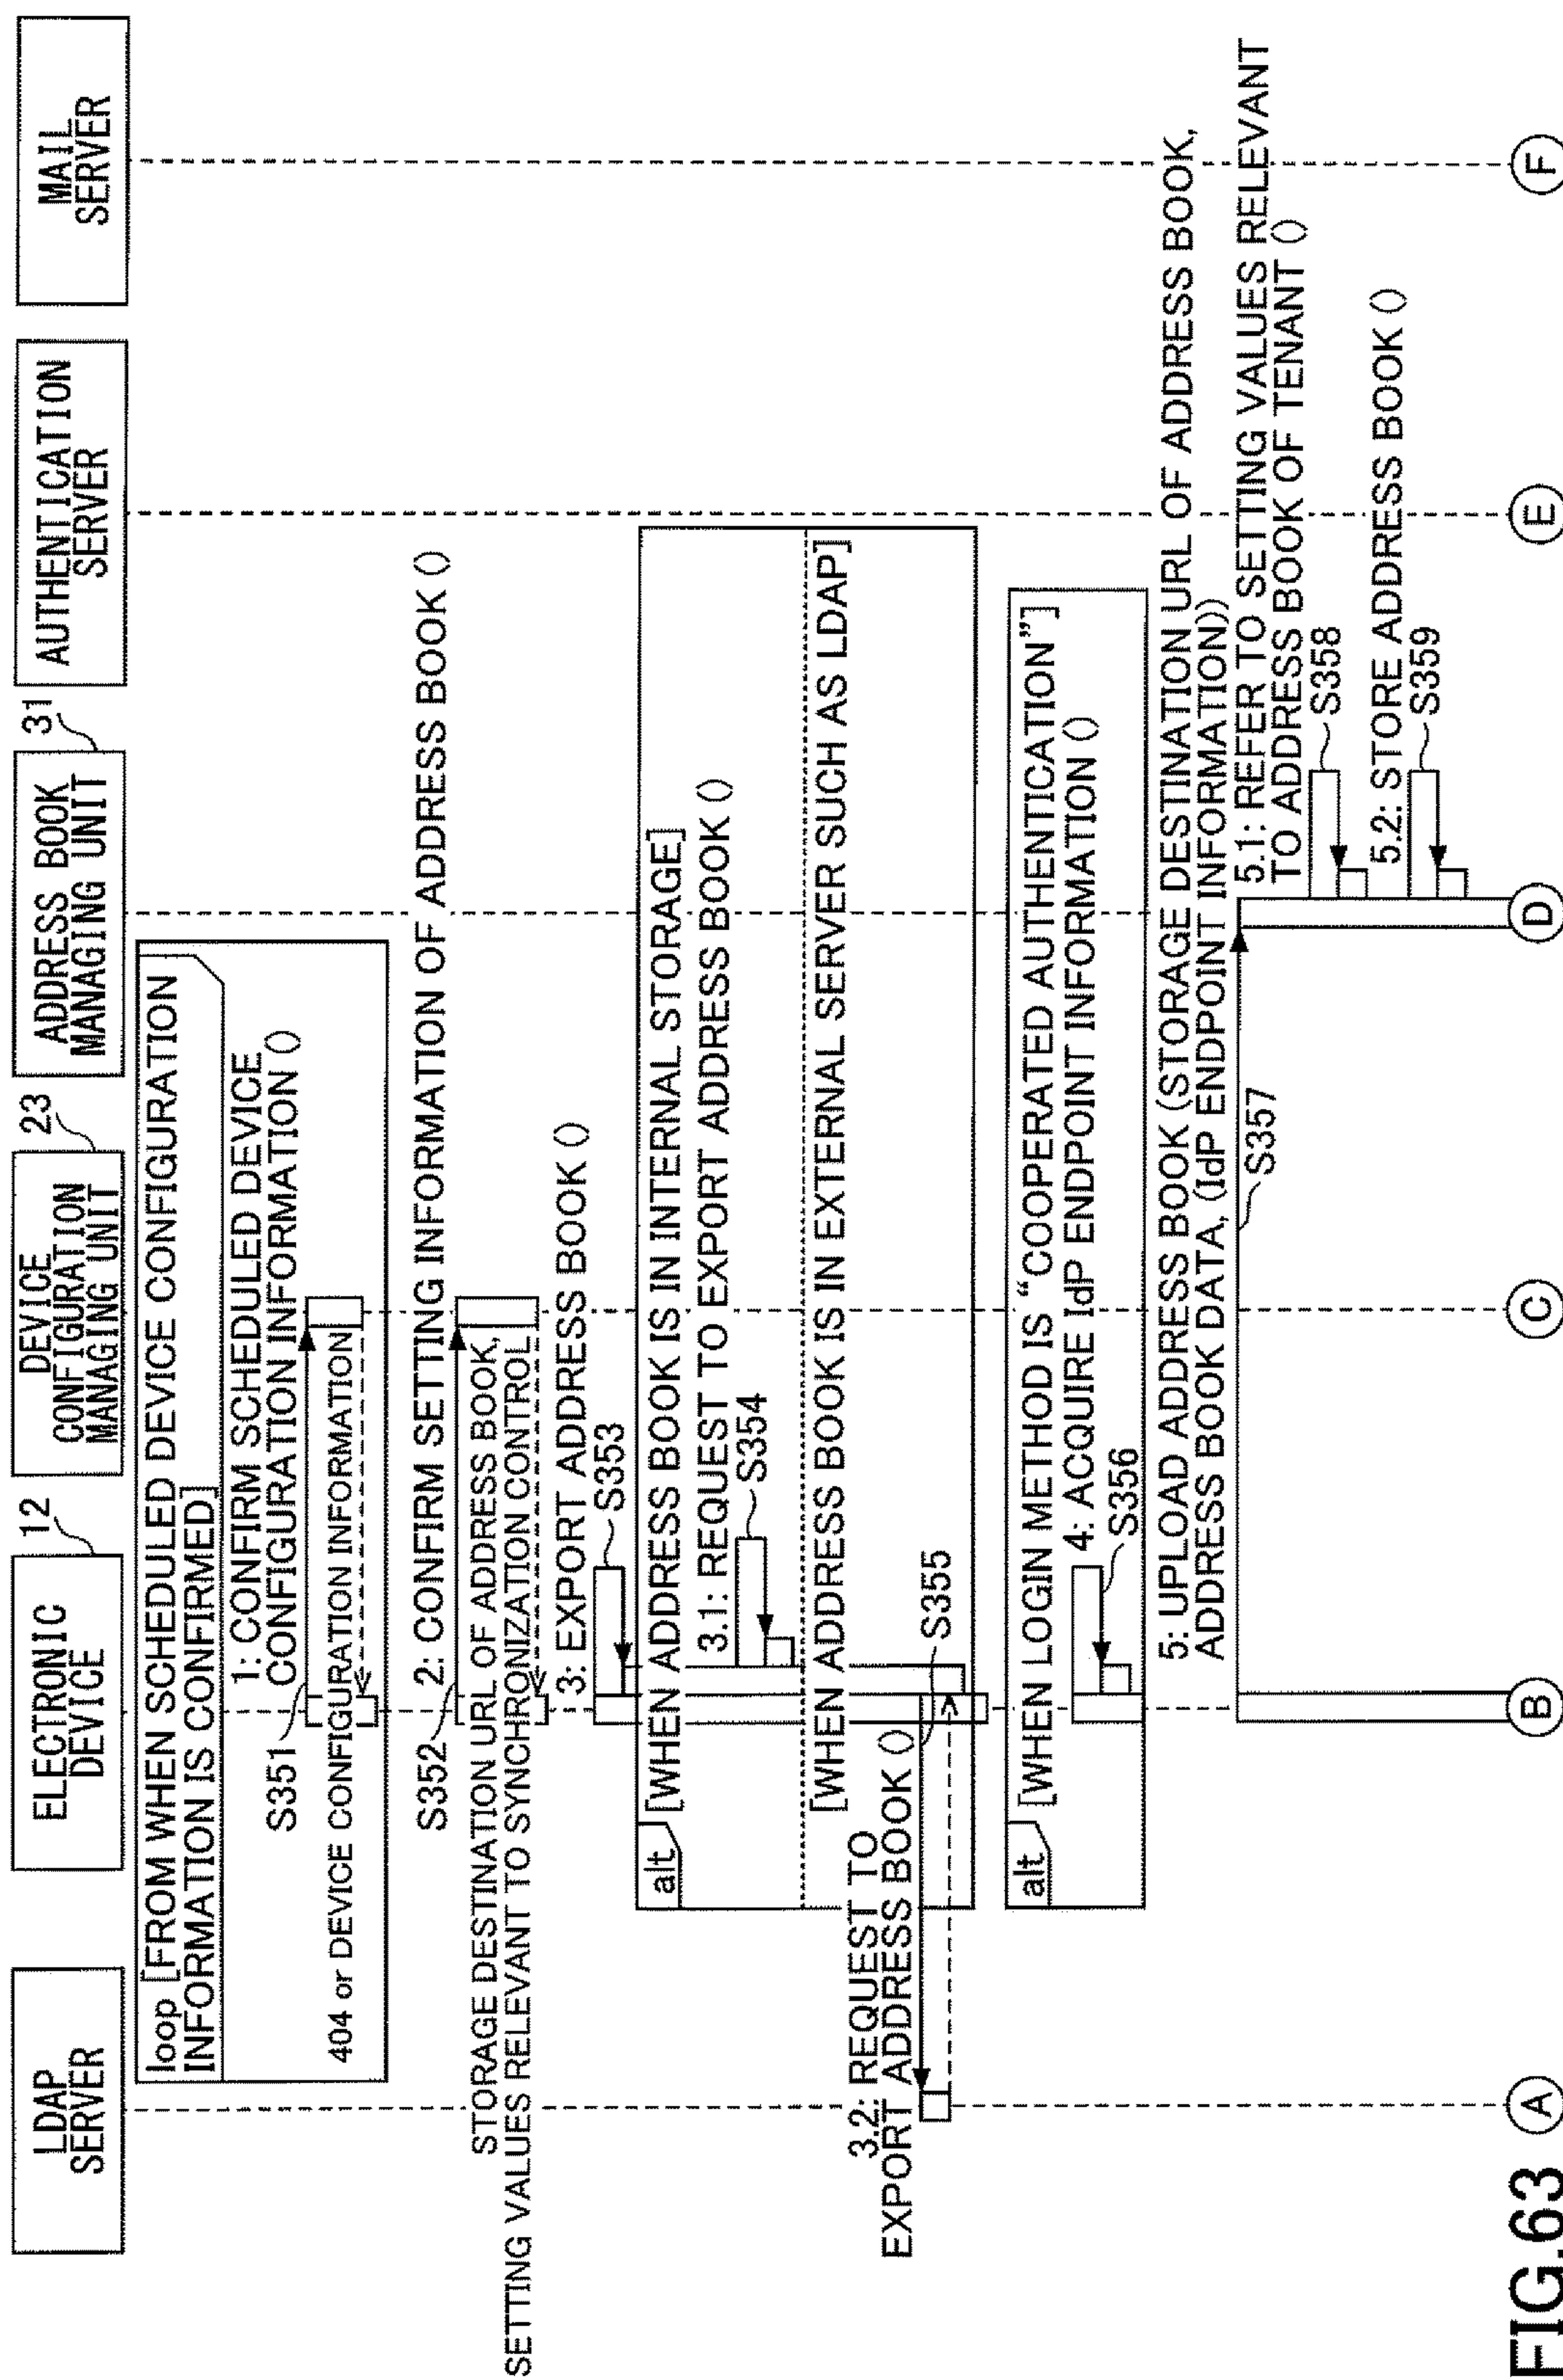 LDAP
SERVER
ELECTRONIC
DEVICE
12
DEVICE
CONFIGURATION
MANAGING UNIT
23
ADDRESS BOOK
MANAGING UNIT
31
AUTHENTICATION
SERVER
MAIL
SERVER
loop [FROM WHEN SCHEDULED DEVICE CONFIGURATION
INFORMATION IS CONFIRMED]
1: CONFIRM SCHEDULED DEVICE
CONFIGURATION INFORMATION ()
S351
404 or DEVICE CONFIGURATION INFORMATION
2: CONFIRM SETTING INFORMATION OF ADDRESS BOOK ()
S352
STORAGE DESTINATION URL OF ADDRESS BOOK,
SETTING VALUES RELEVANT TO SYNCHRONIZATION CONTROL
3: EXPORT ADDRESS BOOK ()
S353
alt
[WHEN ADDRESS BOOK IS IN INTERNAL STORAGE]
3.1: REQUEST TO EXPORT ADDRESS BOOK ()
S354
[WHEN ADDRESS BOOK IS IN EXTERNAL SERVER SUCH AS LDAP]
3.2: REQUEST TO
EXPORT ADDRESS BOOK ()
S355
alt
[WHEN LOGIN METHOD IS “COOPERATED AUTHENTICATION”]
4: ACQUIRE IdP ENDPOINT INFORMATION ()
S356
5: UPLOAD ADDRESS BOOK (STORAGE DESTINATION URL OF ADDRESS BOOK,
ADDRESS BOOK DATA, (IdP ENDPOINT INFORMATION))
S357
5.1: REFER TO SETTING VALUES RELEVANT
TO ADDRESS BOOK OF TENANT ()
S358
5.2: STORE ADDRESS BOOK ()
S359
A
B
C
D
E
F
FIG.63